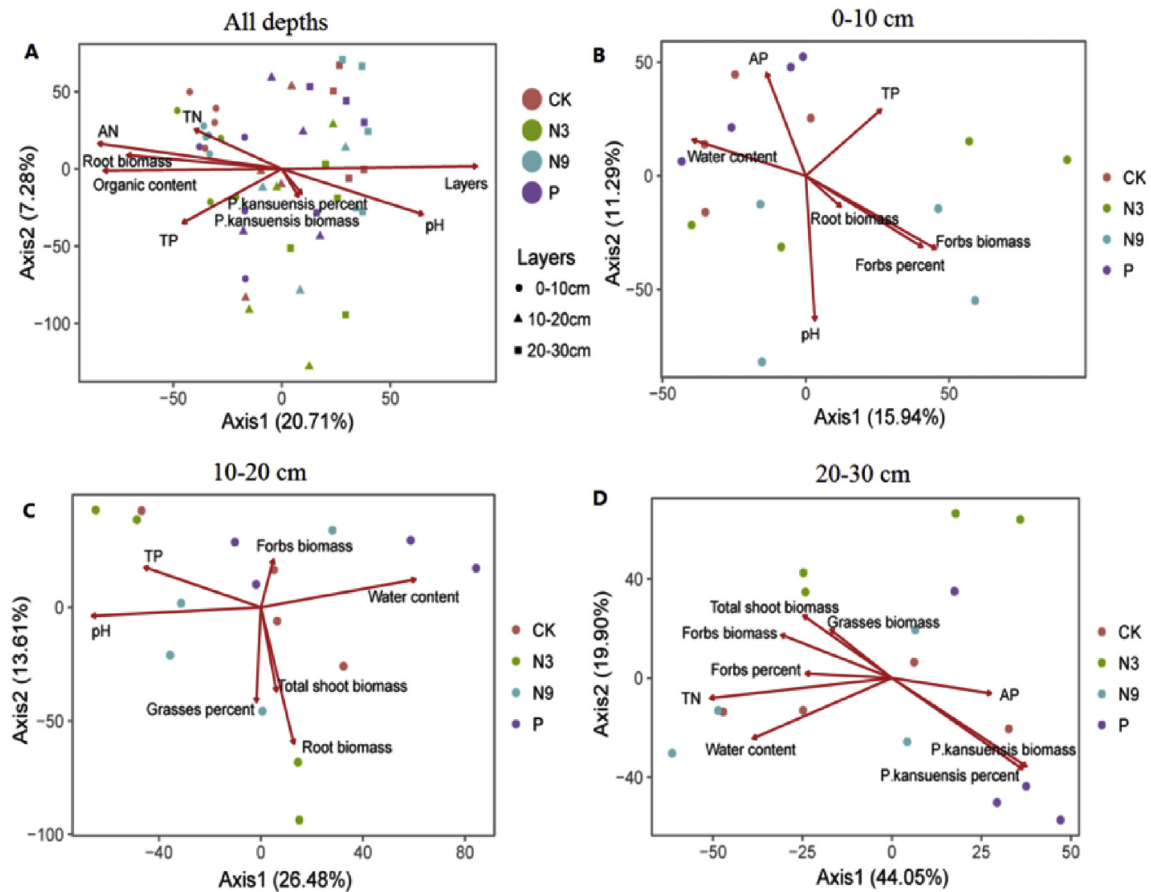 All depths
A
Axis2 (7.28%)
50
0
−50
−100
TN
AN
Root biomass
Organic content
TP
P.kansuensis percent
P.kansuensis biomass
Layers
pH
−50
0
50
Axis1 (20.71%)
CK
N3
N9
P
Layers
0-10cm
10-20cm
20-30cm
0-10 cm
B
Axis2 (11.29%)
50
0
−50
AP
TP
Water content
Root biomass
Forbs biomass
Forbs percent
pH
−50
0
50
Axis1 (15.94%)
CK
N3
N9
P
10-20 cm
C
Axis2 (13.61%)
0
−50
−100
TP
Forbs biomass
Water content
pH
Total shoot biomass
Grasses percent
Root biomass
−40
0
40
80
Axis1 (26.48%)
CK
N3
N9
P
20-30 cm
D
Axis2 (19.90%)
40
0
−40
Total shoot biomass
Grasses biomass
Forbs biomass
Forbs percent
TN
AP
Water content
P.kansuensis biomass
P.kansuensis percent
−50
−25
0
25
50
Axis1 (44.05%)
CK
N3
N9
P